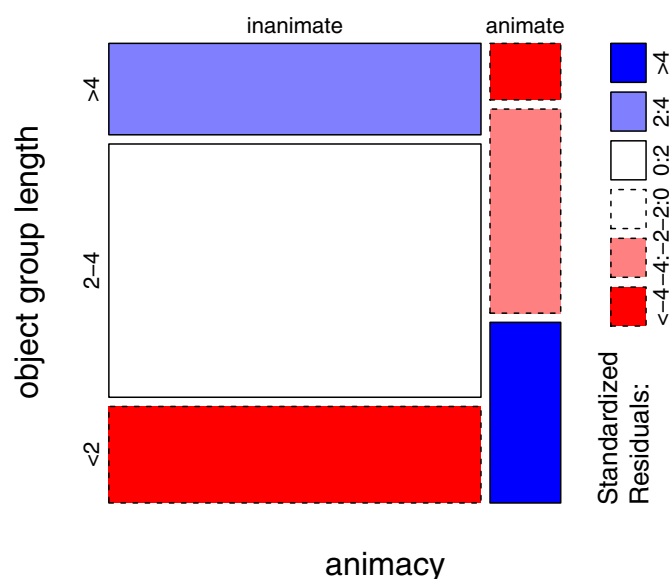 inanimate
animate
>4
2−4
<2
object group length
animacy
Standardized
Residuals:
<−4
−4:−2
−2:0
0:2
2:4
>4